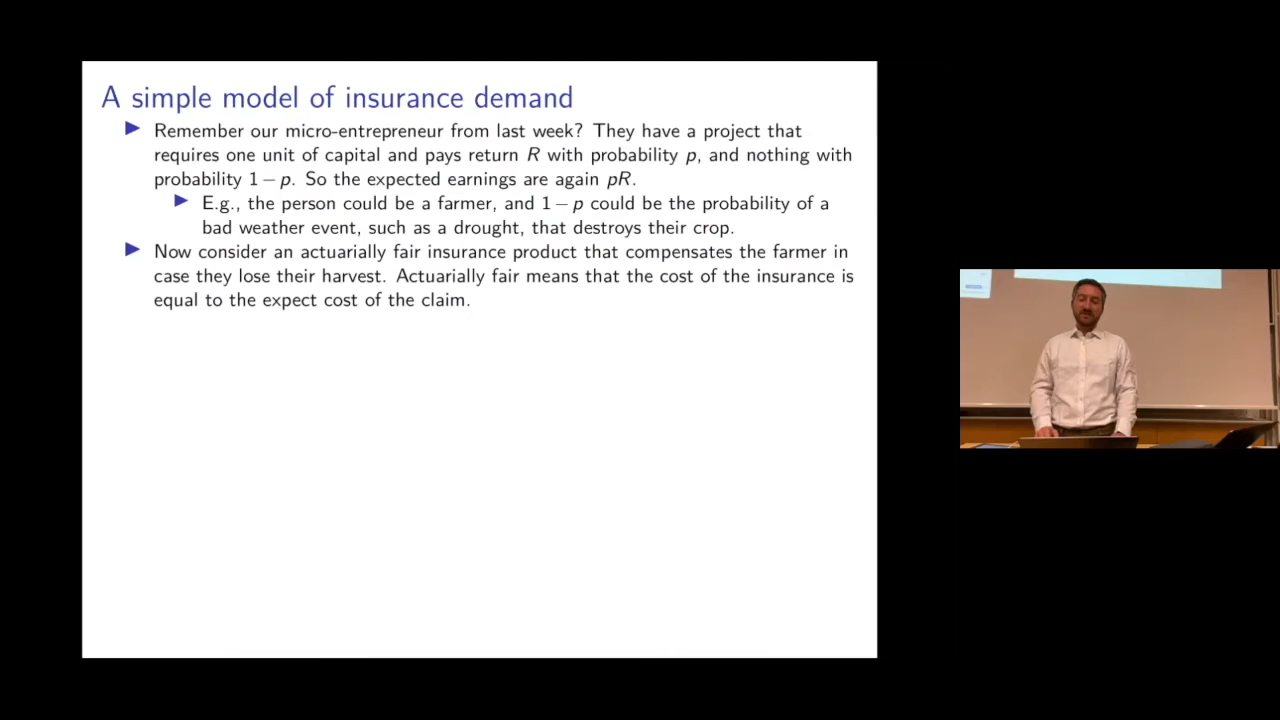 A simple model of insurance demand
Remember our micro-entrepreneur from last week? They have a project that
requires one unit of capital and pays return R with probability p, and nothing with
probability 1 − p. So the expected earnings are again pR.
E.g., the person could be a farmer, and 1 − p could be the probability of a
bad weather event, such as a drought, that destroys their crop.
Now consider an actuarially fair insurance product that compensates the farmer in
case they lose their harvest. Actuarially fair means that the cost of the insurance is
equal to the expect cost of the claim.